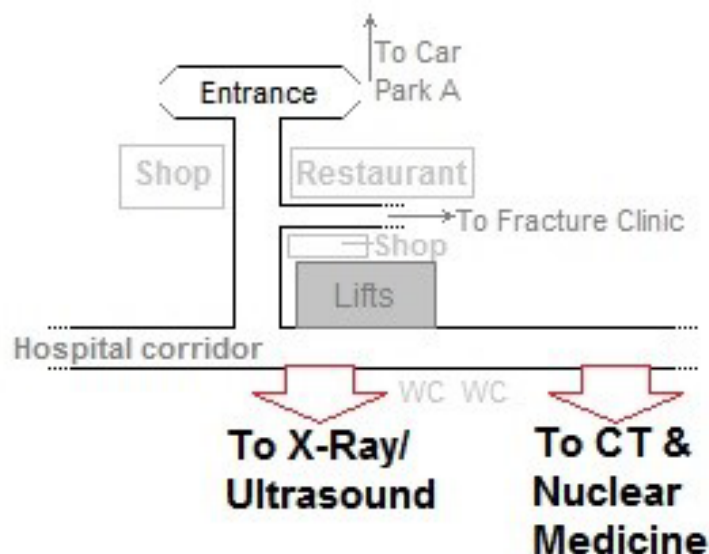 To Car
Park A
Entrance
Shop
Restaurant
To Fracture Clinic
Shop
Lifts
Hospital corridor
WC WC
To X-Ray/
Ultrasound
To CT &
Nuclear
Medicine